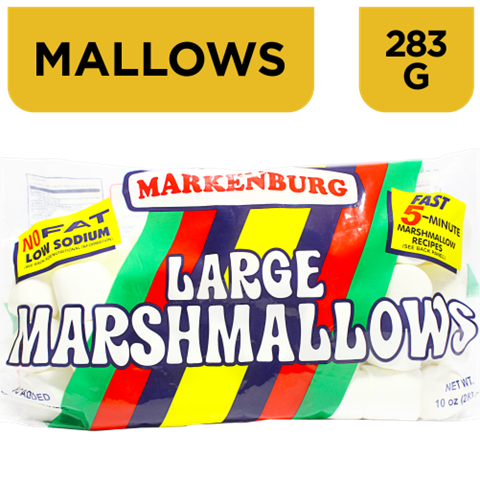 MALLOWS
283
G
MARKENBURG
NO FAT
LOW SODIUM
FAST
5-MINUTE
MARSHMALLOW
RECIPES
(SEE BACK PANEL)
LARGE
MARSHMALLOWS
NET WT.
10 oz (283